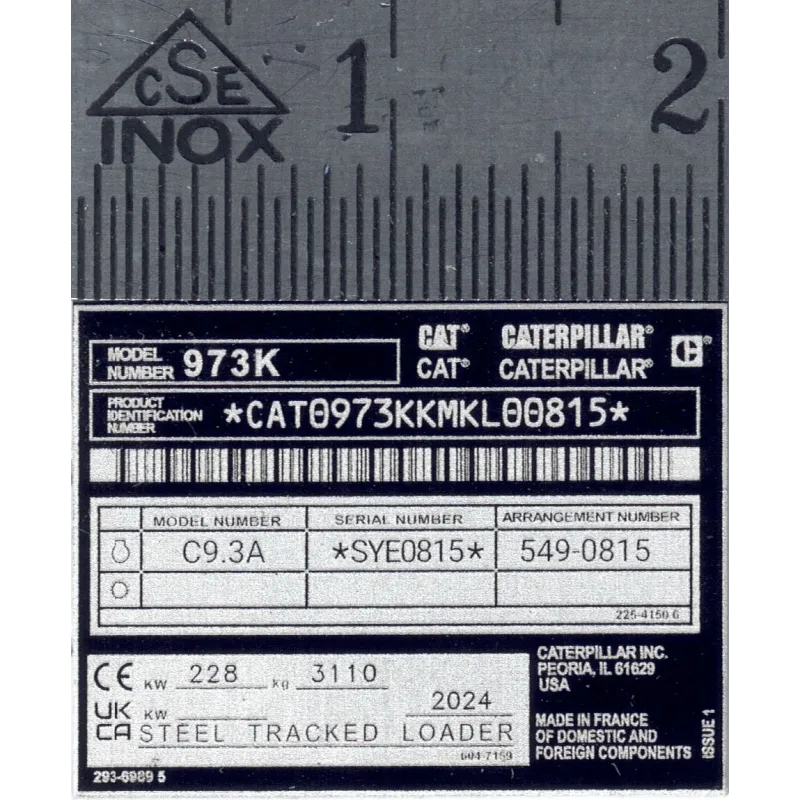 CSE
INOX
1 2
CAT® CATERPILLAR®
CAT® CATERPILLAR®
MODEL
NUMBER 973K
PRODUCT
IDENTIFICATION
NUMBER
*CAT0973KKMKL00815*
MODEL NUMBER SERIAL NUMBER ARRANGEMENT NUMBER
C9.3A *SYE0815* 549-0815
225-4150 6
CE KW 228 kg 3110
UK
CA
KW
2024
STEEL TRACKED LOADER
604-7159
293-6989 5
CATERPILLAR INC.
PEORIA, IL 61629
USA
MADE IN FRANCE
OF DOMESTIC AND
FOREIGN COMPONENTS
ISSUE 1